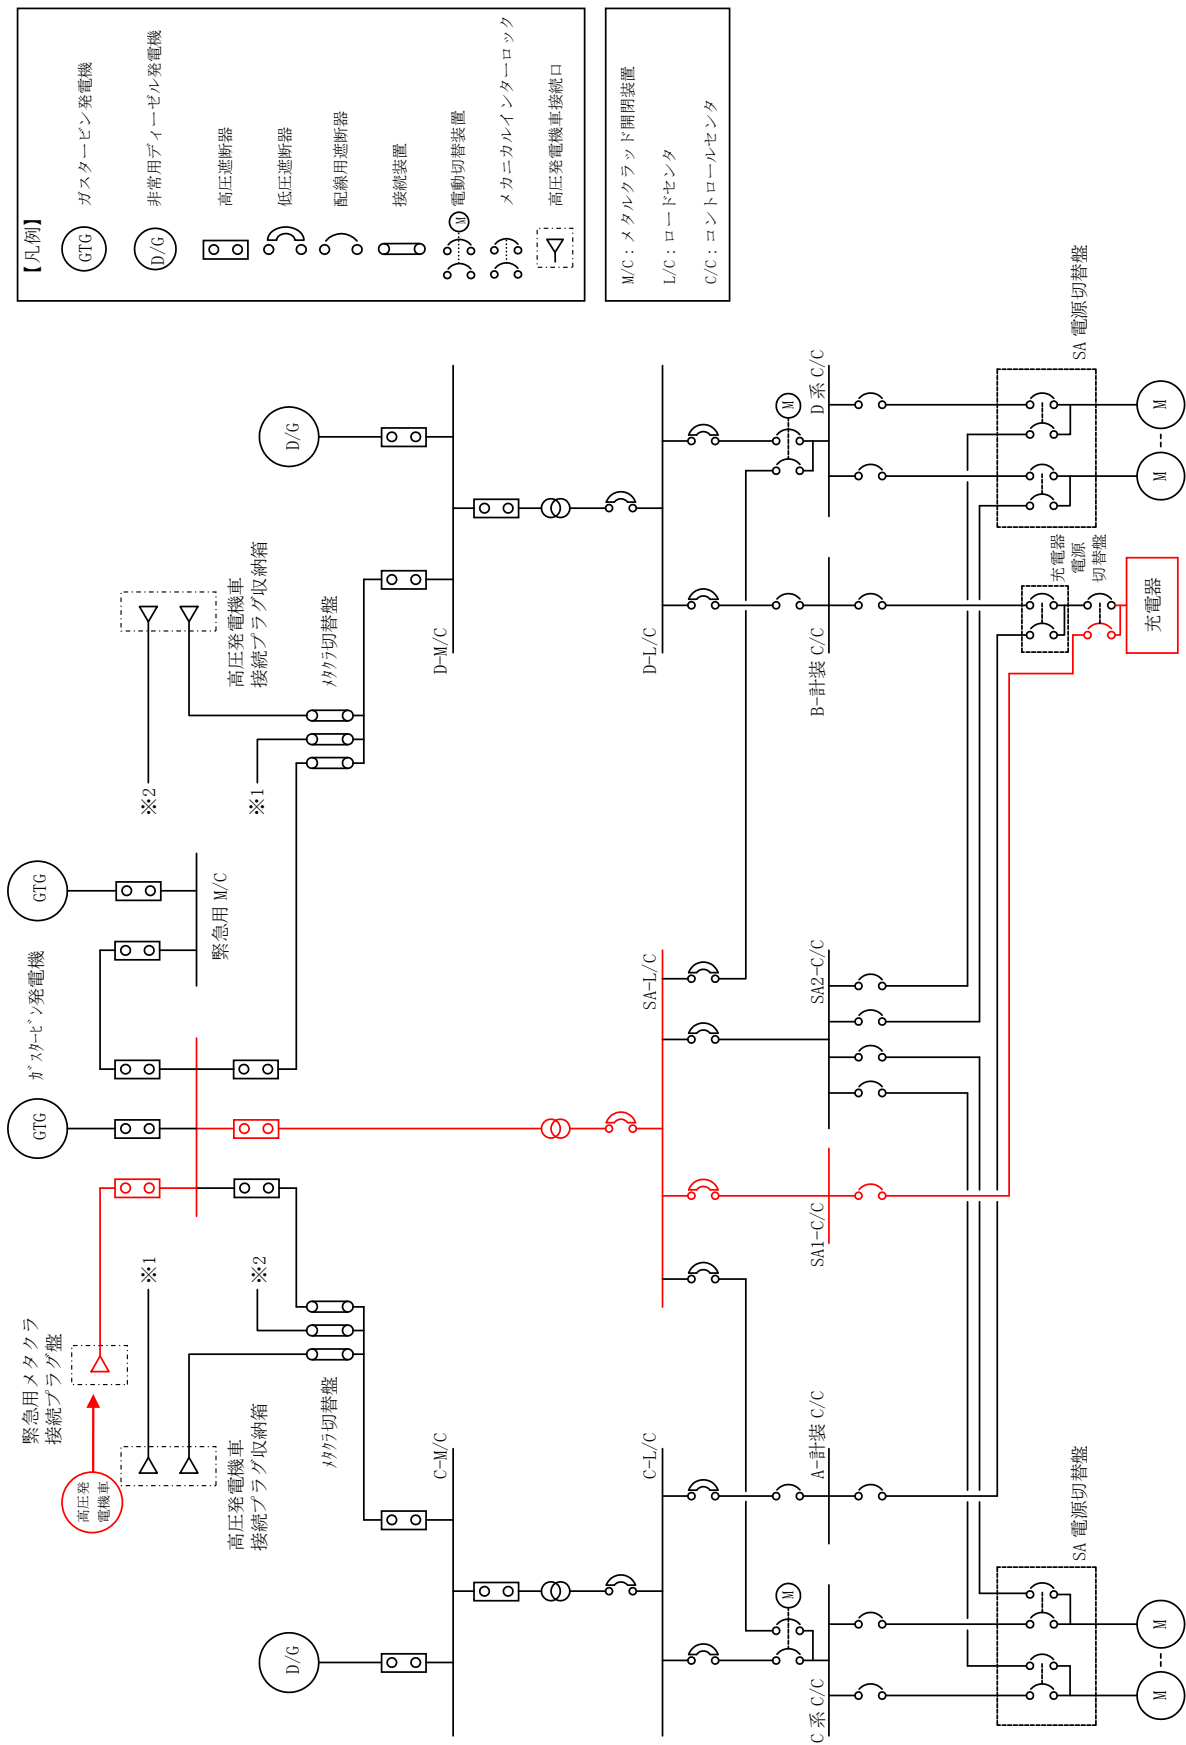 【凡例】
GTG
ガスタービン発電機
D/G
非常用ディーゼル発電機
高圧遮断器
低圧遮断器
配線用遮断器
接続装置
M
電動切替装置
メカニカルインターロック
高圧発電機車接続口
M/C：メタルクラッド開閉装置
L/C：ロードセンタ
C/C：コントロールセンタ
GTG
GTG
ｶﾞｽﾀｰﾋﾞﾝ発電機
緊急用メタクラ
接続プラグ盤
高圧発
電機車
※1
※2
高圧発電機車
接続プラグ収納箱
ﾒﾀｸﾗ切替盤
緊急用 M/C
※2
※1
高圧発電機車
接続プラグ収納箱
ﾒﾀｸﾗ切替盤
D/G
D/G
C-M/C
D-M/C
C-L/C
SA-L/C
D-L/C
M
M
C 系 C/C
A-計装 C/C
SA1-C/C
SA2-C/C
B-計装 C/C
D 系 C/C
SA 電源切替盤
充電器
電源
切替盤
SA 電源切替盤
充電器
M
M
M
M